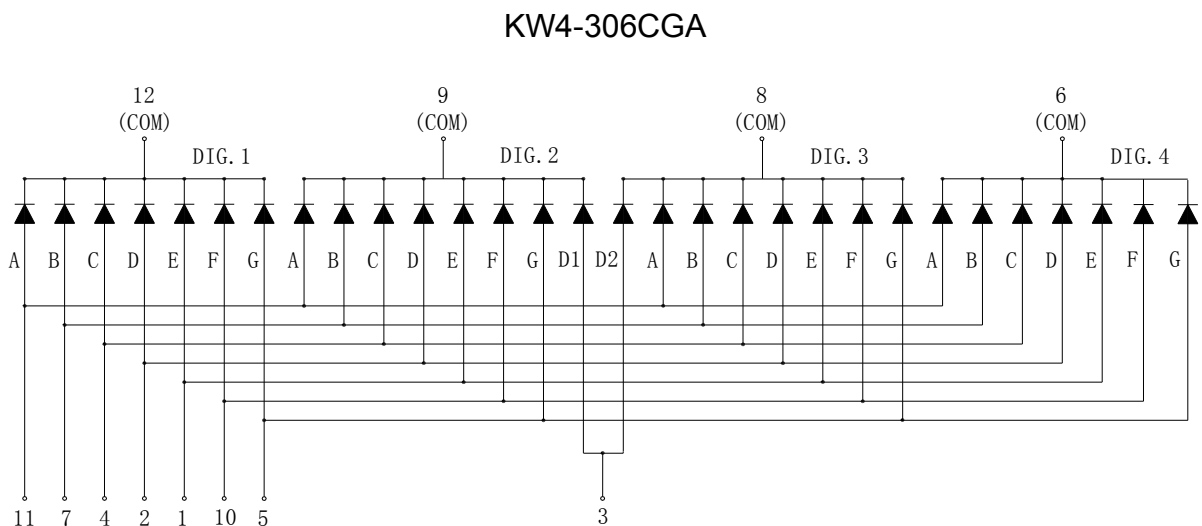 KW4-306CGA
12 9 8 6
(COM) (COM) (COM) (COM)
DIG.1 DIG.2 DIG.3 DIG.4
A B C D E F G A B C D E F G D1 D2 A B C D E F G A B C D E F G
11 7 4 2 1 10 5 3